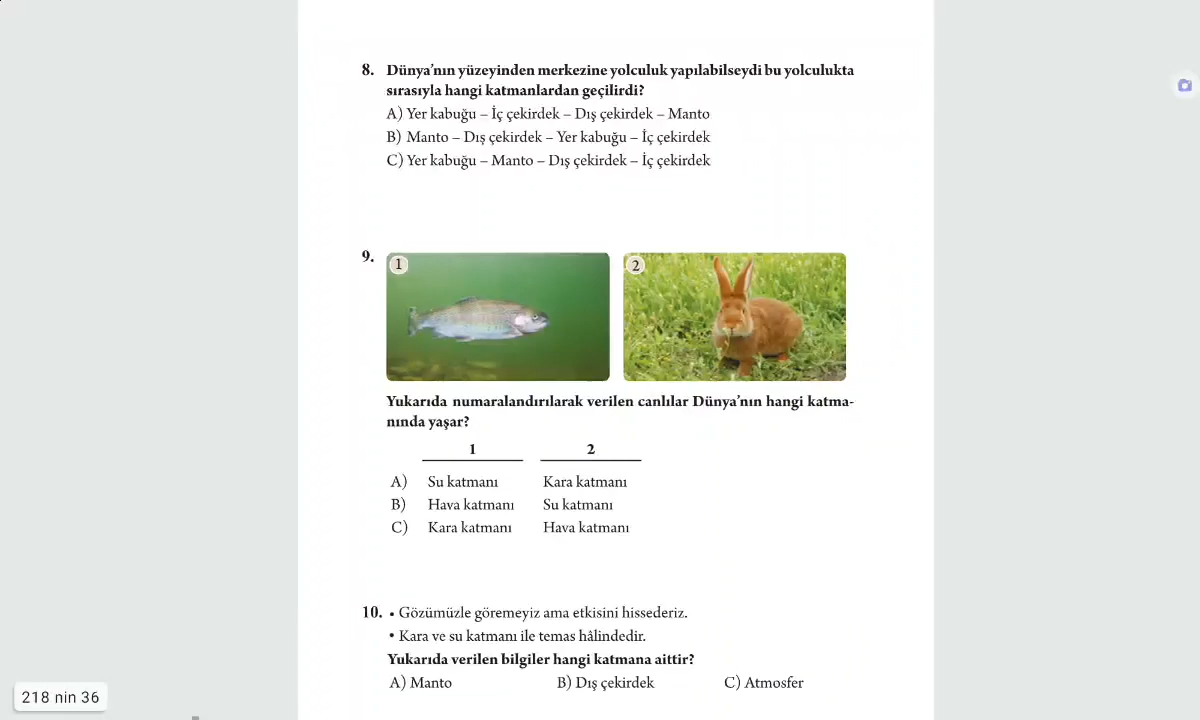 8. Dünya’nın yüzeyinden merkezine yolculuk yapılabilseydi bu yolculukta
sırasıyla hangi katmanlardan geçilirdi?
A) Yer kabuğu – İç çekirdek – Dış çekirdek – Manto
B) Manto – Dış çekirdek – Yer kabuğu – İç çekirdek
C) Yer kabuğu – Manto – Dış çekirdek – İç çekirdek
9.
1 2
Yukarıda numaralandırılarak verilen canlılar Dünya’nın hangi katma-
nında yaşar?
1 2
A) Su katmanı Kara katmanı
B) Hava katmanı Su katmanı
C) Kara katmanı Hava katmanı
10. • Gözümüzle göremeyiz ama etkisini hissederiz.
• Kara ve su katmanı ile temas hâlindedir.
Yukarıda verilen bilgiler hangi katmana aittir?
A) Manto B) Dış çekirdek C) Atmosfer
218 nin 36